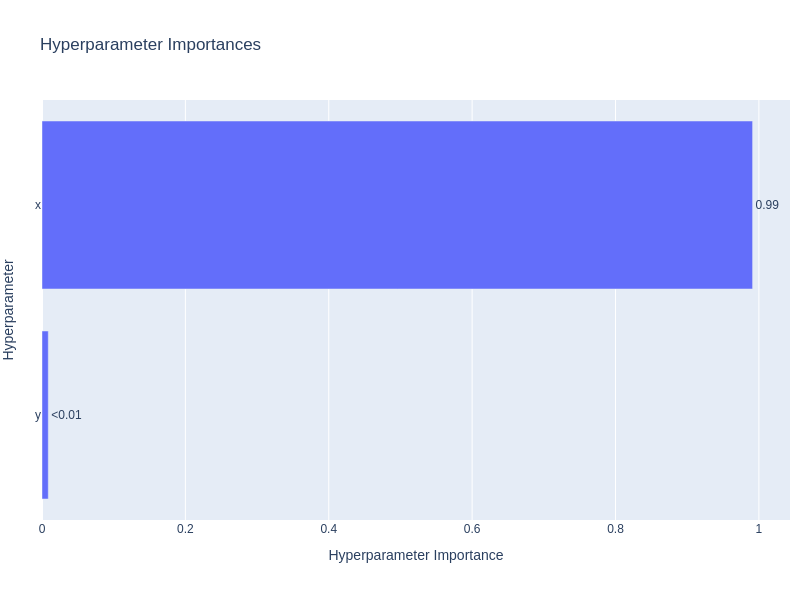 Hyperparameter Importances
Hyperparameter
x
0.99
y
<0.01
0
0.2
0.4
0.6
0.8
1
Hyperparameter Importance